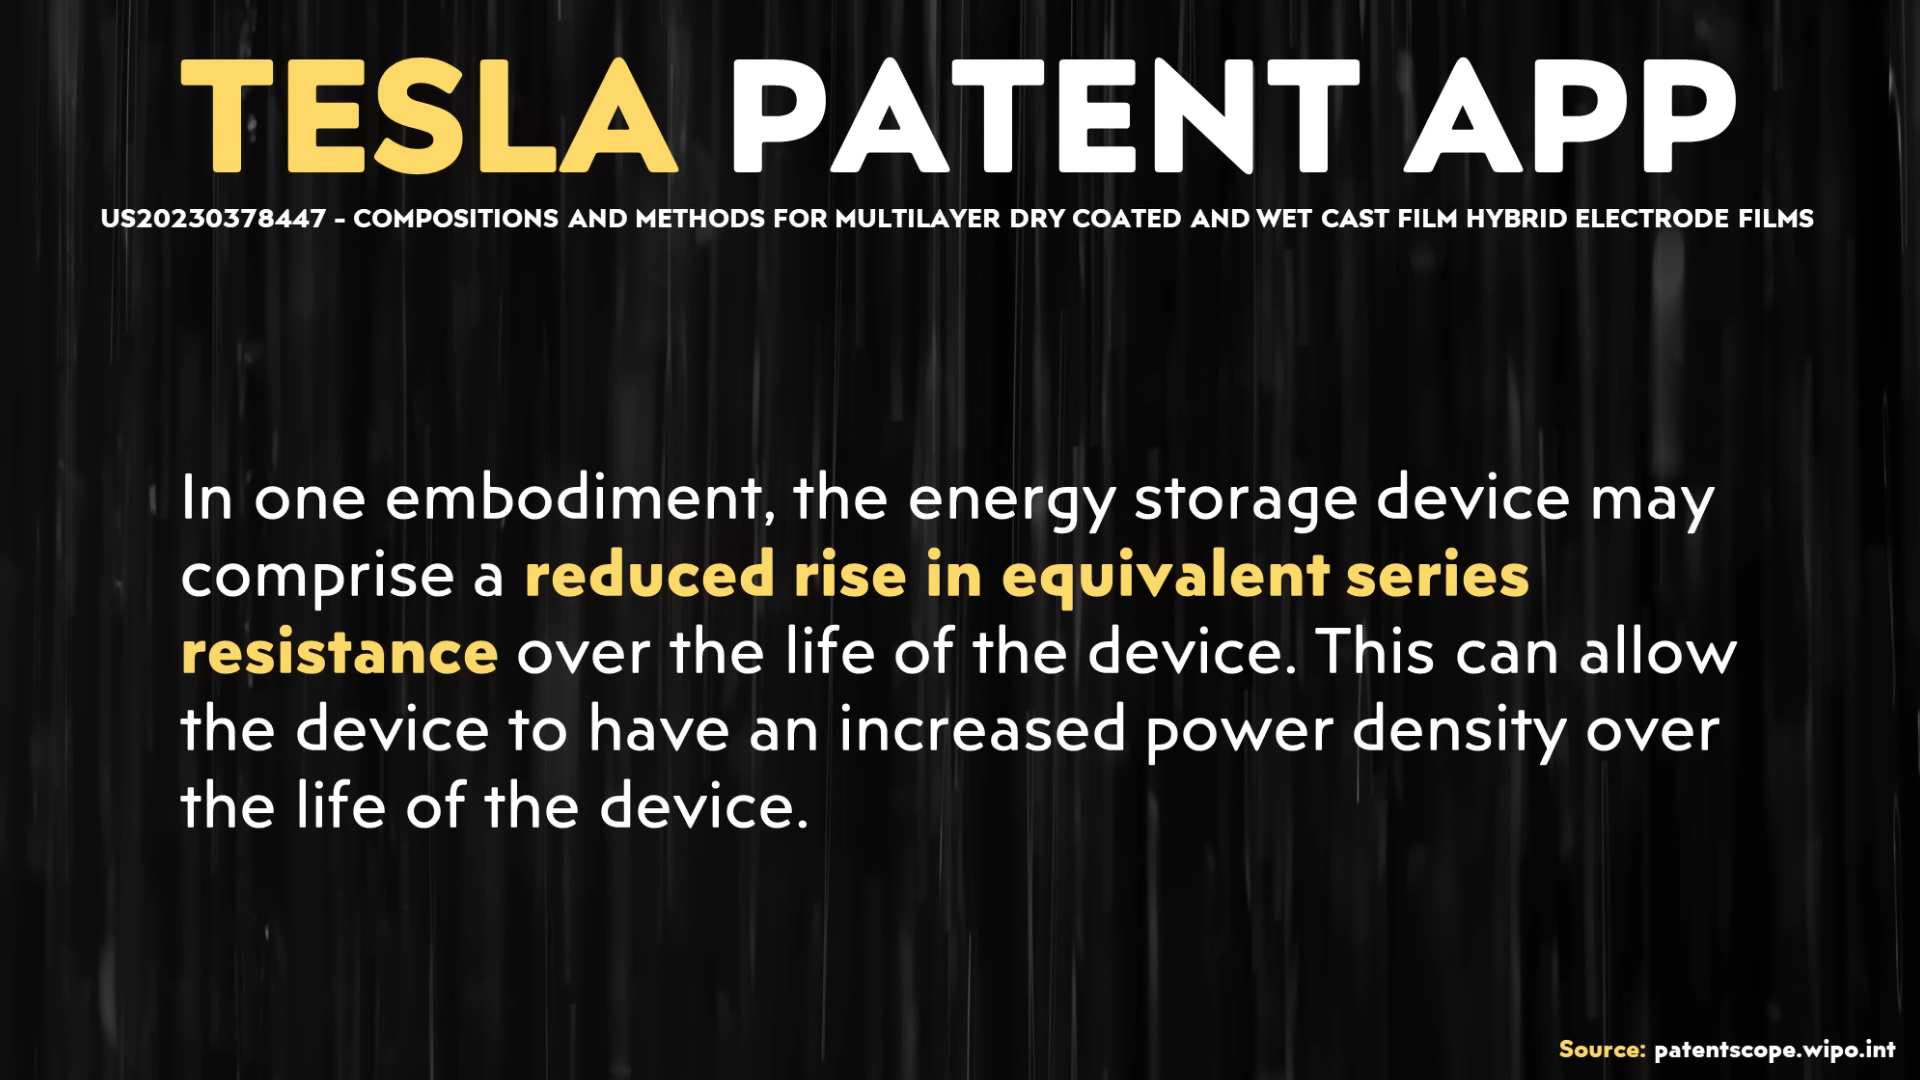 TESLA PATENT APP
US20230378447 - COMPOSITIONS AND METHODS FOR MULTILAYER DRY COATED AND WET CAST FILM HYBRID ELECTRODE FILMS
In one embodiment, the energy storage device may
comprise a reduced rise in equivalent series
resistance over the life of the device. This can allow
the device to have an increased power density over
the life of the device.
Source: patentscope.wipo.int